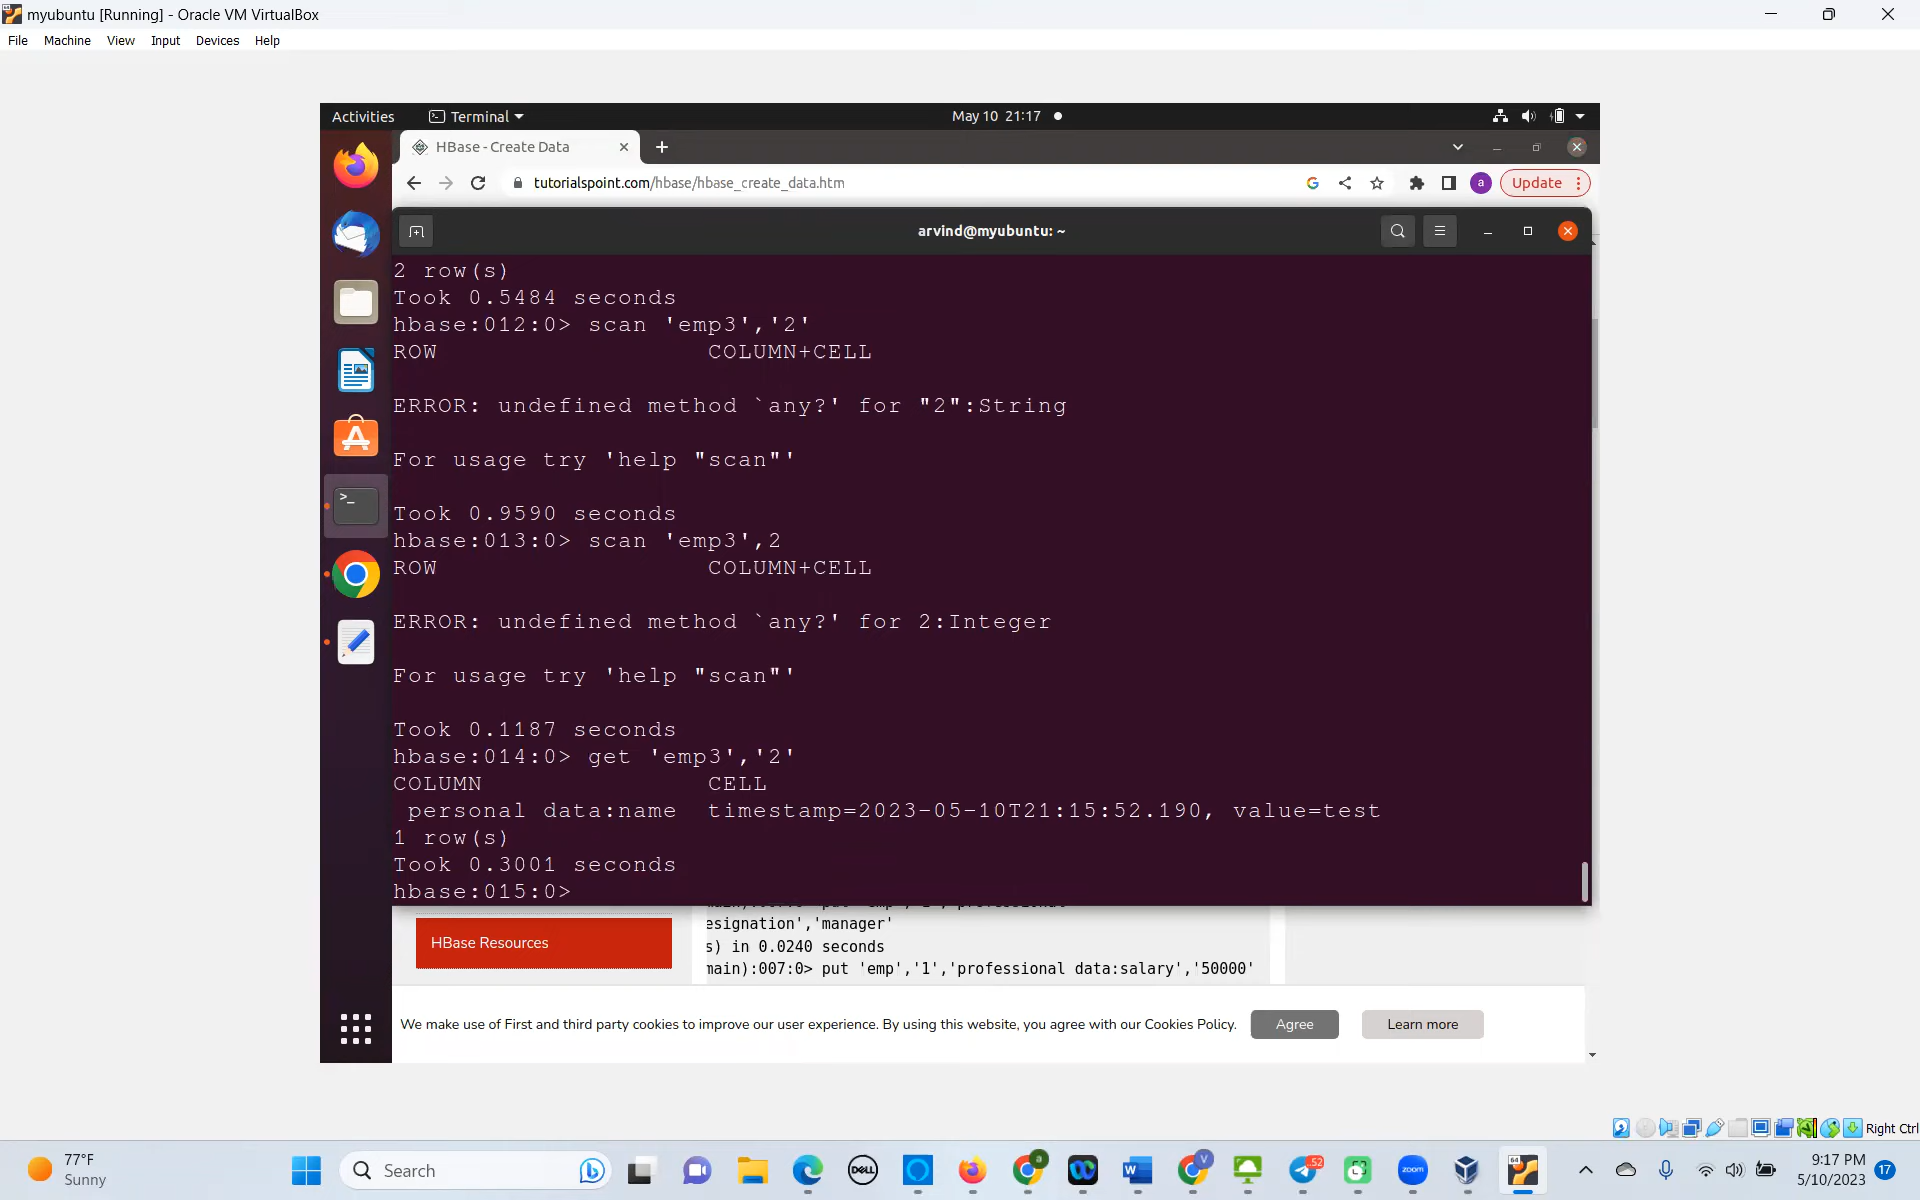 myubuntu [Running] - Oracle VM VirtualBox
File Machine View Input Devices Help
Activities Terminal May 10 21:17
HBase - Create Data
tutorialspoint.com/hbase/hbase_create_data.htm a Update
arvind@myubuntu: ~
2 row(s)
Took 0.5484 seconds
hbase:012:0> scan 'emp3','2'
ROW COLUMN+CELL
ERROR: undefined method `any?' for "2":String
For usage try 'help "scan"'
Took 0.9590 seconds
hbase:013:0> scan 'emp3',2
ROW COLUMN+CELL
ERROR: undefined method `any?' for 2:Integer
For usage try 'help "scan"'
Took 0.1187 seconds
hbase:014:0> get 'emp3','2'
COLUMN CELL
personal data:name timestamp=2023-05-10T21:15:52.190, value=test
1 row(s)
Took 0.3001 seconds
hbase:015:0>
esignation','manager'
HBase Resources
s) in 0.0240 seconds
main):007:0> put 'emp','1','professional data:salary','50000'
We make use of First and third party cookies to improve our user experience. By using this website, you agree with our Cookies Policy. Agree Learn more
Right Ctrl
77°F
Sunny
Search
DELL
a
V
52
zoom
64
9:17 PM
5/10/2023
17